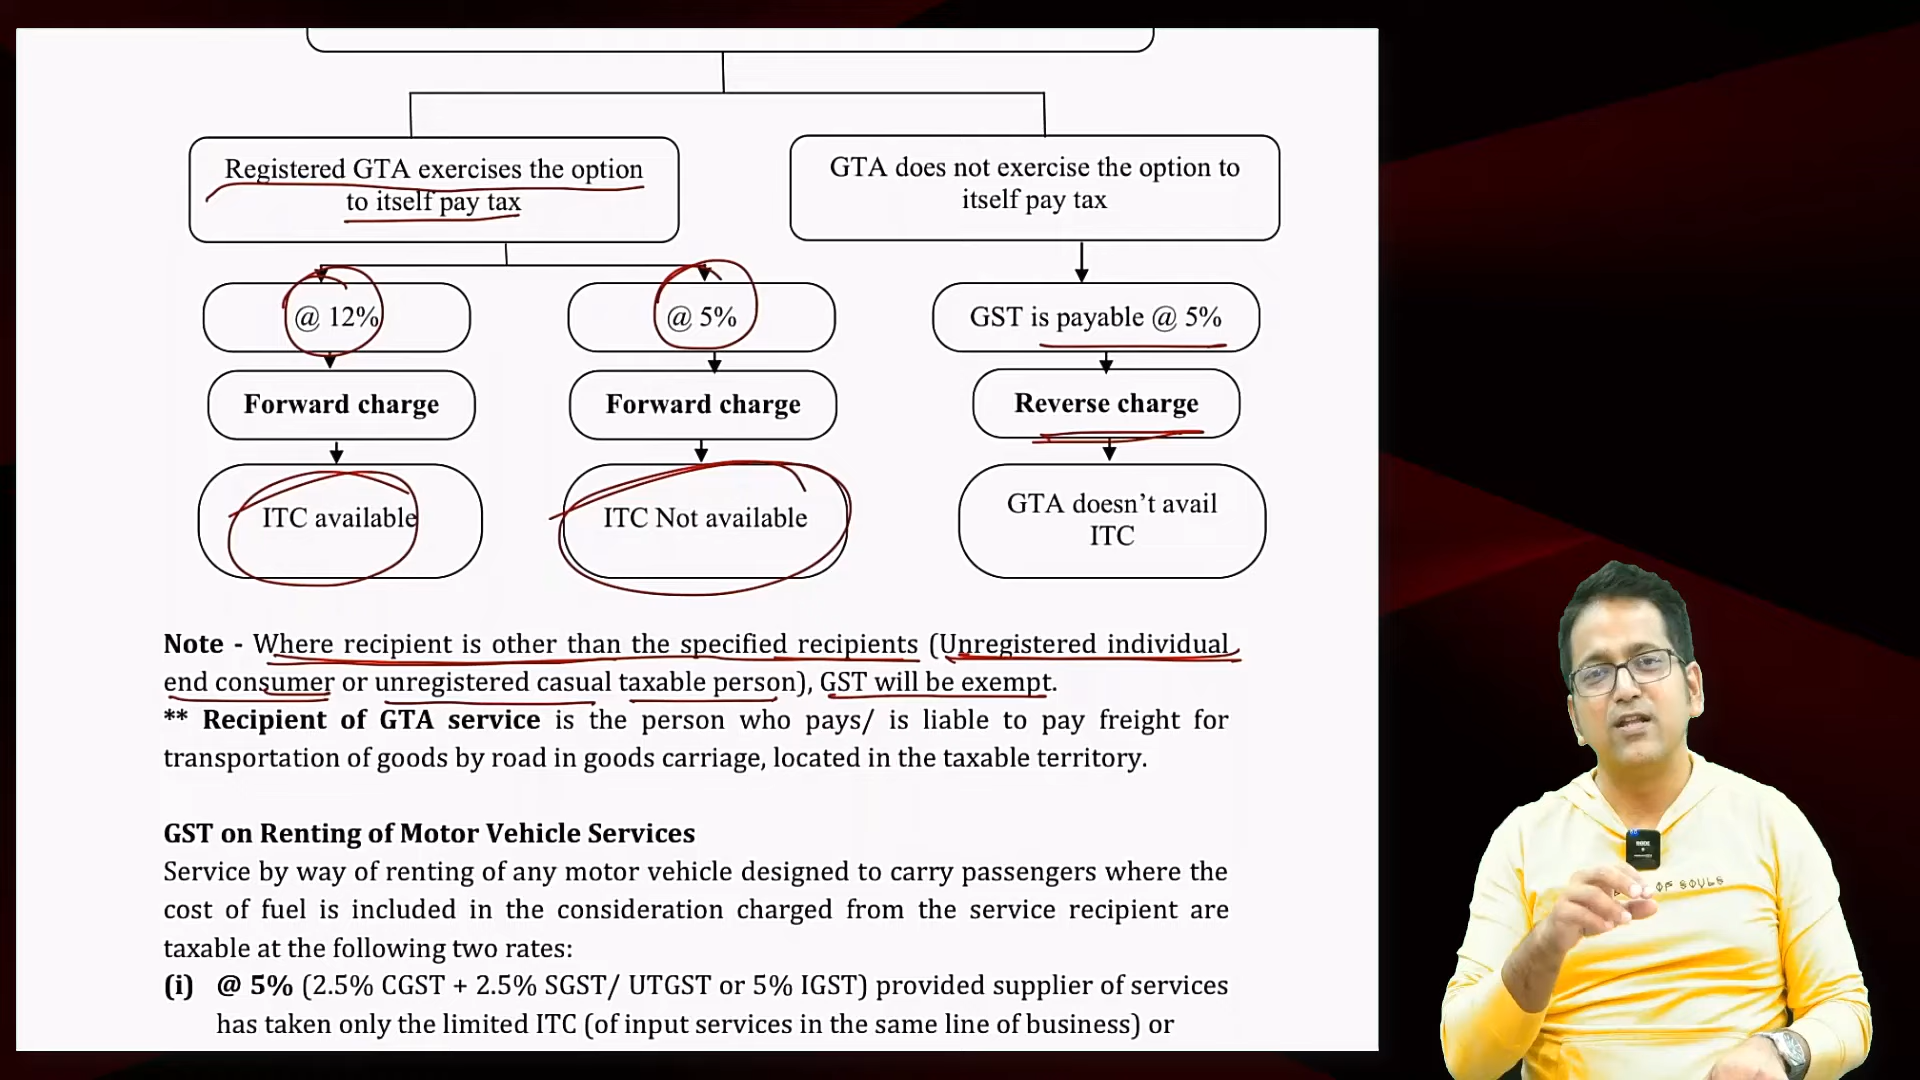 Registered GTA exercises the option
to itself pay tax
GTA does not exercise the option to
itself pay tax
@ 12%
@ 5%
GST is payable @ 5%
Forward charge
Forward charge
Reverse charge
ITC available
ITC Not available
GTA doesn’t avail
ITC
Note - Where recipient is other than the specified recipients (Unregistered individual
end consumer or unregistered casual taxable person), GST will be exempt.
** Recipient of GTA service is the person who pays/ is liable to pay freight for
transportation of goods by road in goods carriage, located in the taxable territory.
GST on Renting of Motor Vehicle Services
Service by way of renting of any motor vehicle designed to carry passengers where the
cost of fuel is included in the consideration charged from the service recipient are
taxable at the following two rates:
(i) @ 5% (2.5% CGST + 2.5% SGST/ UTGST or 5% IGST) provided supplier of services
has taken only the limited ITC (of input services in the same line of business) or
OF SOULS